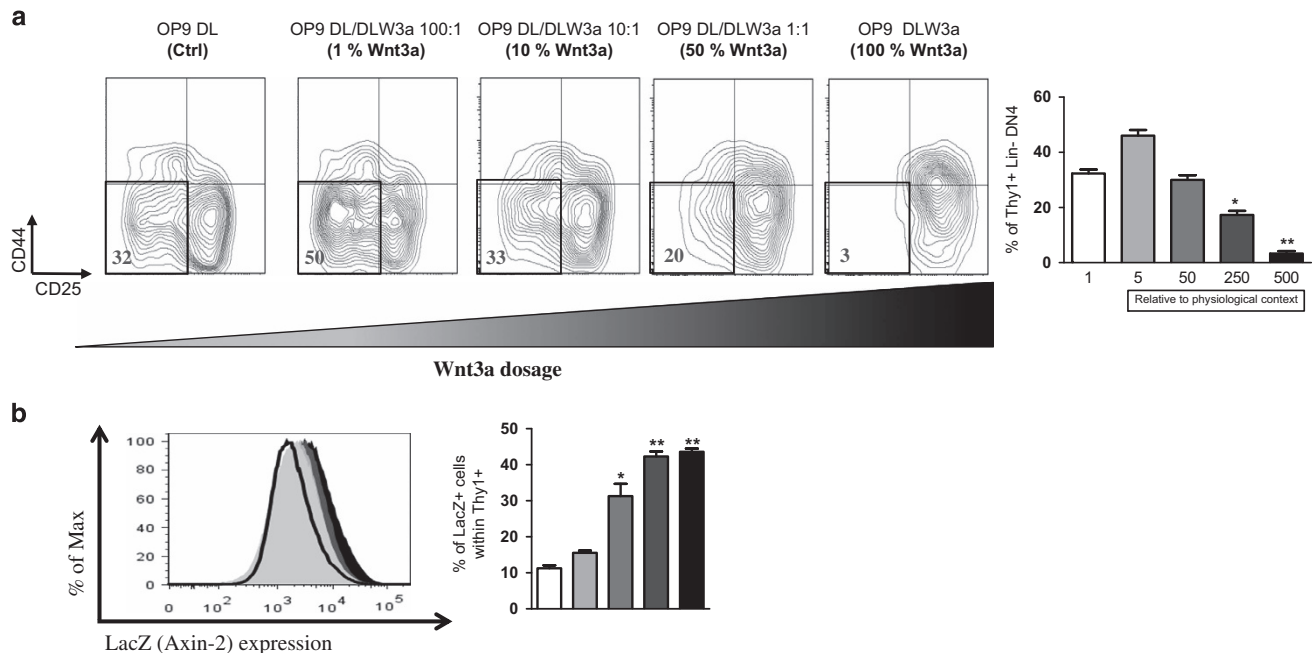 a
OP9 DL
(Ctrl)
OP9 DL/DLW3a 100:1
(1 % Wnt3a)
OP9 DL/DLW3a 10:1
(10 % Wnt3a)
OP9 DL/DLW3a 1:1
(50 % Wnt3a)
OP9 DLW3a
(100 % Wnt3a)
CD44
CD25
32
50
33
20
3
Wnt3a dosage
% of Thy1+ Lin- DN4
60
40
20
0
*
**
1 5 50 250 500
Relative to physiological context
b
% of Max
100
80
60
40
20
0
0 10^2 10^3 10^4 10^5
LacZ (Axin-2) expression
% of LacZ+ cells
within Thy1+
50
40
30
20
10
0
*
**
**